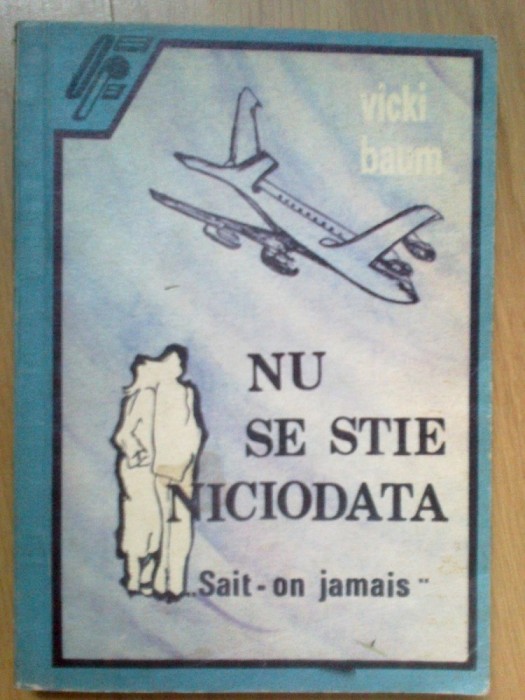 vicki
baum
NU
SE STIE
NICIODATA
„Sait-on jamais"